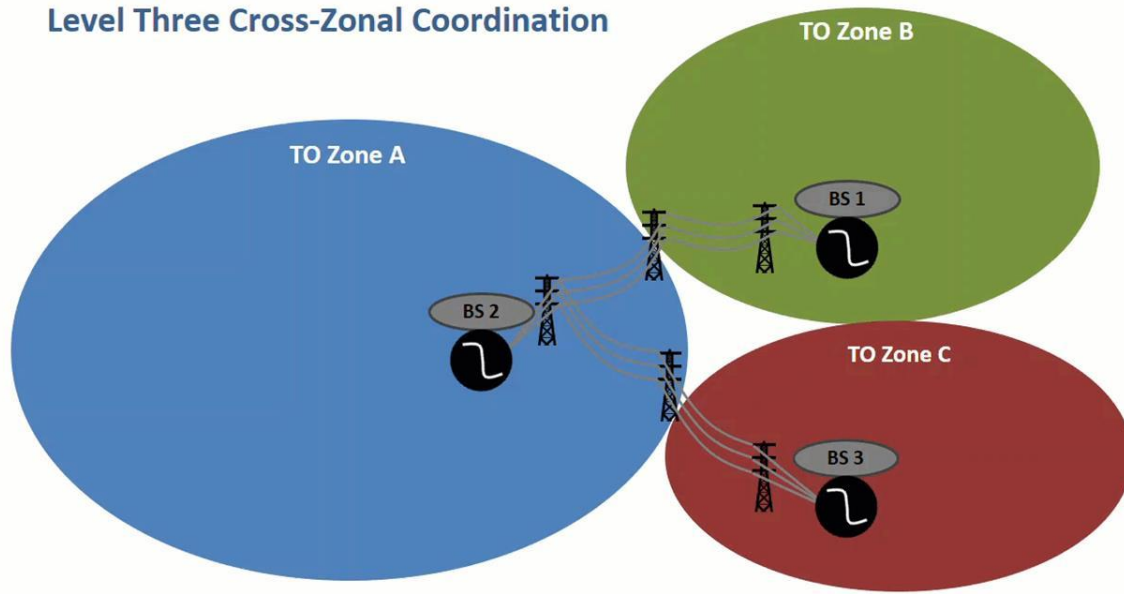 Level Three Cross-Zonal Coordination
TO Zone B
TO Zone A
BS 1
BS 2
TO Zone C
BS 3